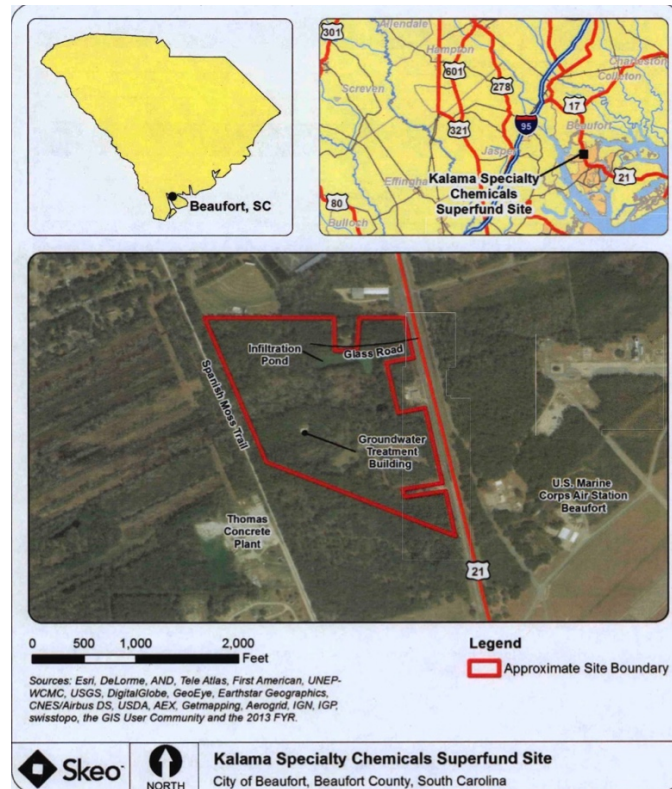 Beaufort, SC
301
Allendale
Hampton
601
278
Screven
321
95
17
Charleston
Colleton
Beaufort
Jasper
21
80
Effingha
Bulloch
Kalama Specialty
Chemicals
Superfund Site
Infiltration
Pond
Glass Road
Spanish Moss Trail
Groundwater
Treatment
Building
U.S. Marine
Corps Air Station
Beaufort
Thomas
Concrete
Plant
21
0 500 1,000 2,000
Feet
Legend
Approximate Site Boundary
Sources: Esri, DeLorme, AND, Tele Atlas, First American, UNEP-
WCMC, USGS, DigitalGlobe, GeoEye, Earthstar Geographics,
CNES/Airbus DS, USDA, AEX, Getmapping, Aerogrid, IGN, IGP,
swisstopo, the GIS User Community and the 2013 FYR.
Skeo
NORTH
Kalama Specialty Chemicals Superfund Site
City of Beaufort, Beaufort County, South Carolina